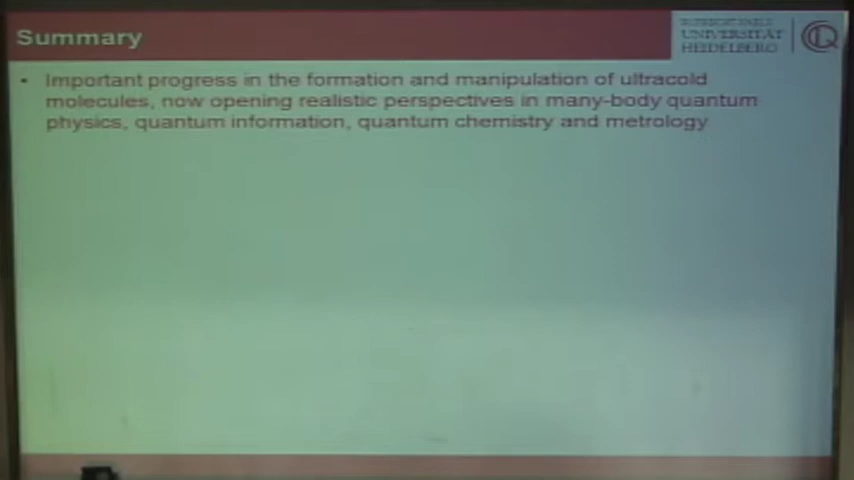 Summary
UNIVERSITÄT
HEIDELBERG
• Important progress in the formation and manipulation of ultracold
molecules, now opening realistic perspectives in many-body quantum
physics, quantum information, quantum chemistry and metrology